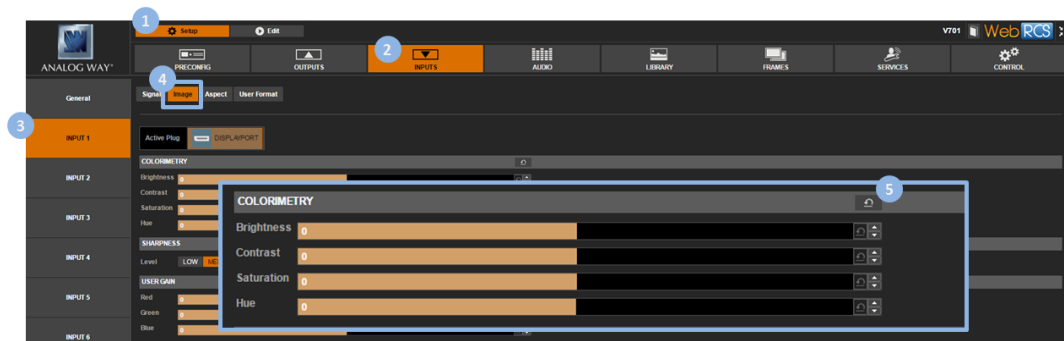 1
Setup
Edit
V701
Web RCS
ANALOG WAY®
2
PRECONFIG
OUTPUTS
INPUTS
AUDIO
LIBRARY
FRAMES
SERVICES
CONTROL
4
General
Signal
Image
Aspect
User Format
3
INPUT 1
Active Plug
DISPLAYPORT
COLORIMETRY
INPUT 2
Brightness 0
Contrast 0
Saturation 0
Hue 0
INPUT 3
SHARPNESS
INPUT 4
Level LOW
USER GAIN
INPUT 5
Red 0
Green 0
Blue 0
INPUT 6
5
COLORIMETRY
Brightness 0
Contrast 0
Saturation 0
Hue 0